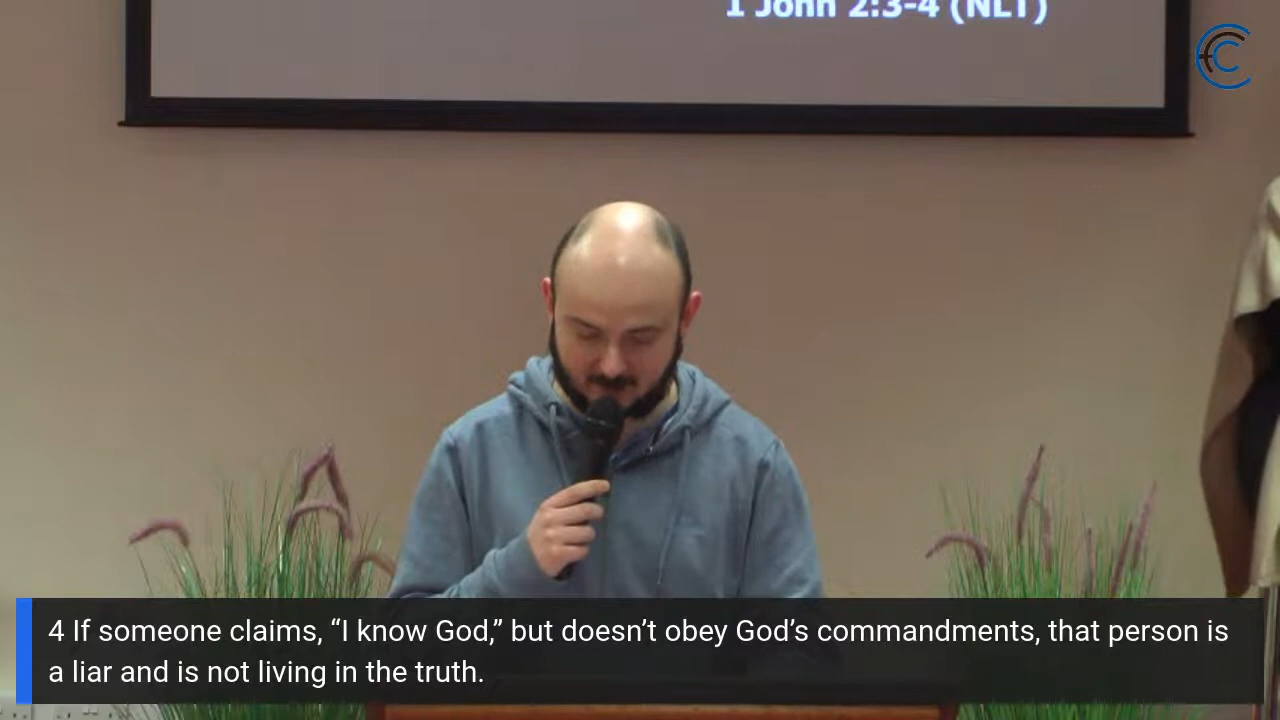 1 John 2:3-4 (NLT)
4 If someone claims, “I know God,” but doesn’t obey God’s commandments, that person is
a liar and is not living in the truth.